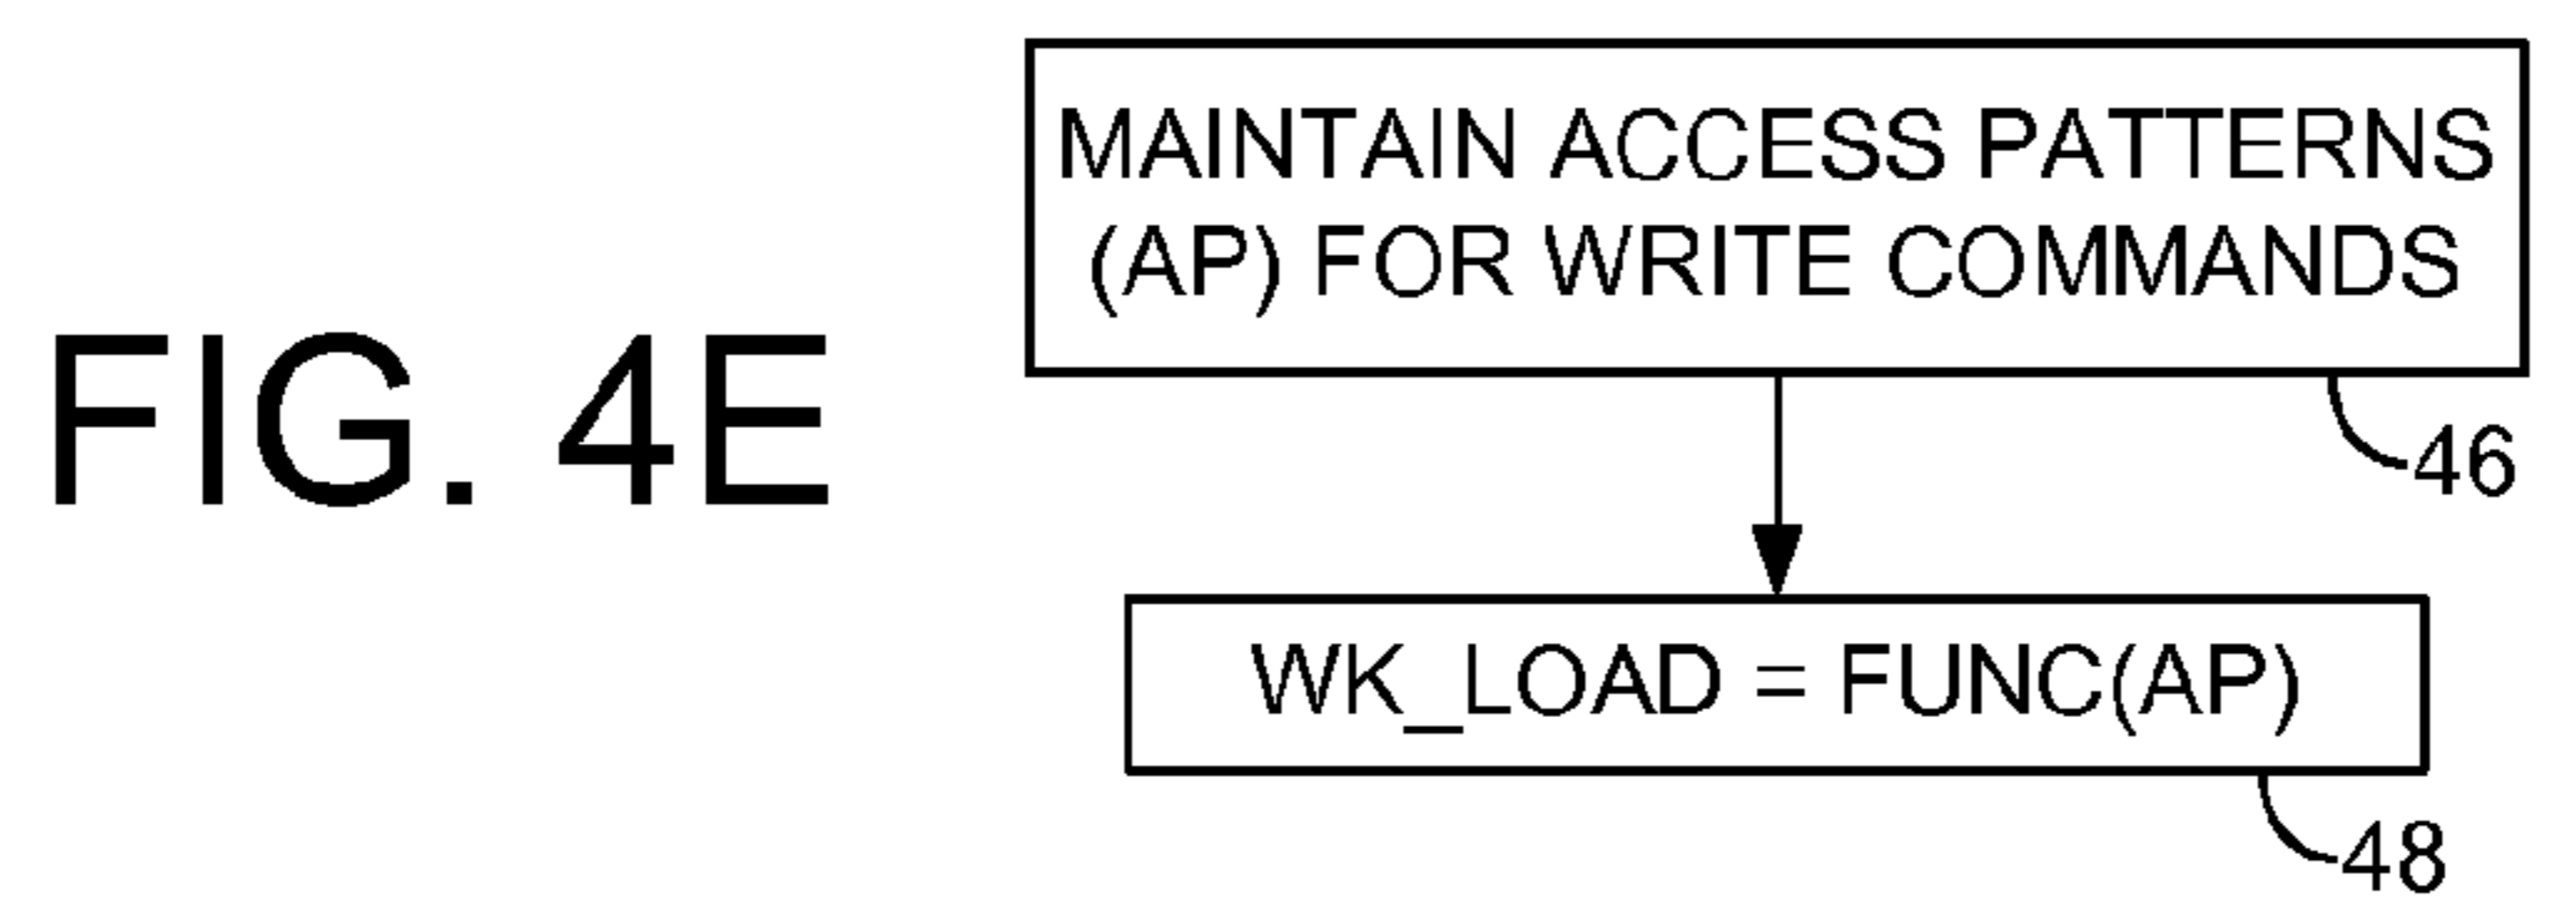 MAINTAIN ACCESS PATTERNS
(AP) FOR WRITE COMMANDS
FIG. 4E
46
WK_LOAD = FUNC(AP)
48